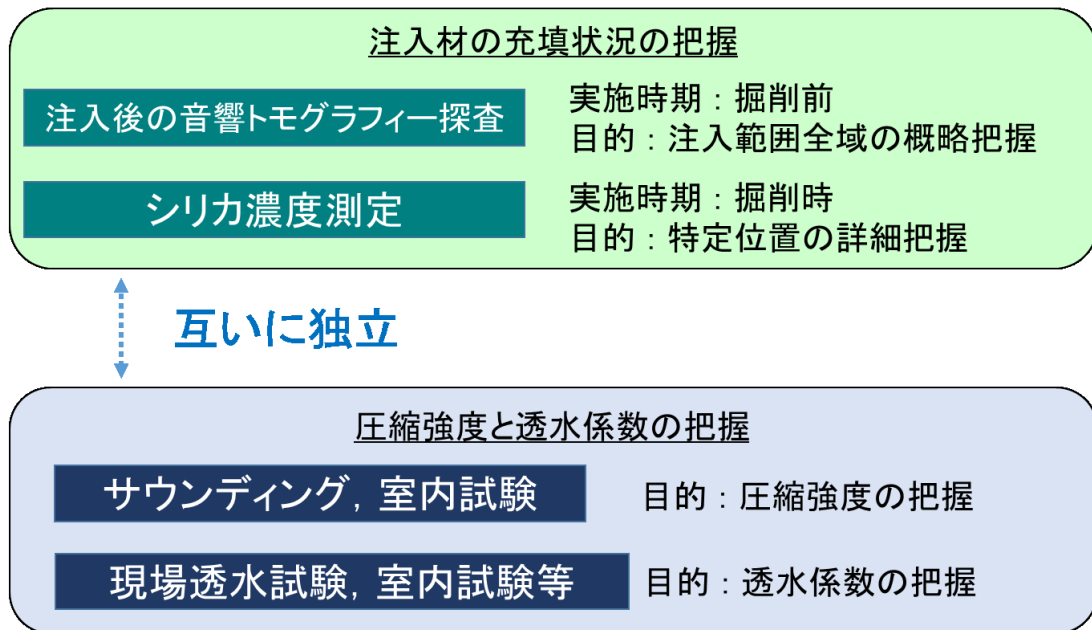 注入材の充填状況の把握
注入後の音響トモグラフィー探査
実施時期：掘削前
目的：注入範囲全域の概略把握
シリカ濃度測定
実施時期：掘削時
目的：特定位置の詳細把握
互いに独立
圧縮強度と透水係数の把握
サウンディング，室内試験
目的：圧縮強度の把握
現場透水試験，室内試験等
目的：透水係数の把握